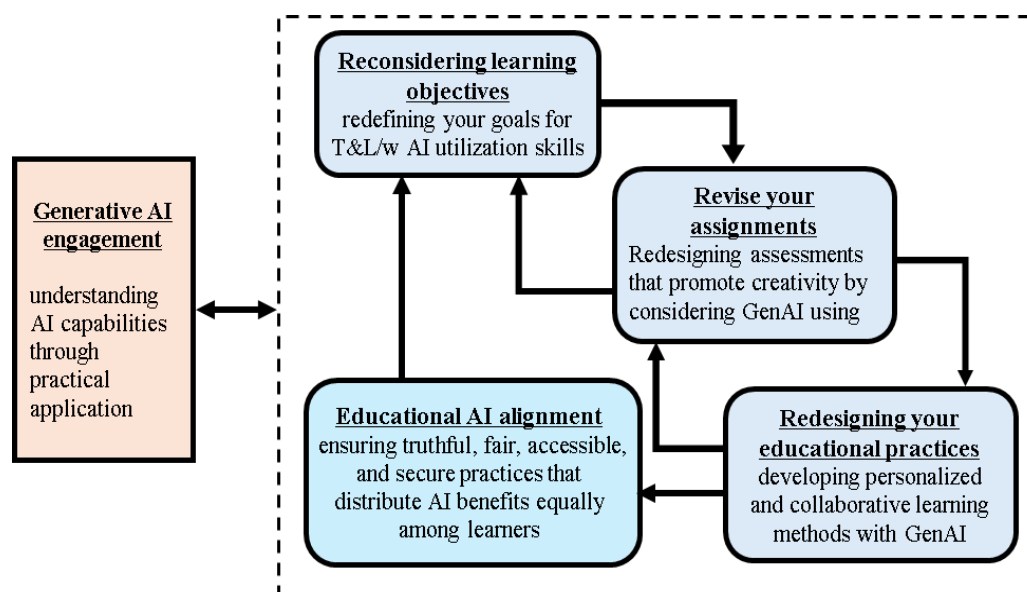 Generative AI
engagement
understanding
AI capabilities
through
practical
application
Reconsidering learning
objectives
redefining your goals for
T&L/w AI utilization skills
Revise your
assignments
Redesigning assessments
that promote creativity by
considering GenAI using
Redesigning your
educational practices
developing personalized
and collaborative learning
methods with GenAI
Educational AI alignment
ensuring truthful, fair, accessible,
and secure practices that
distribute AI benefits equally
among learners